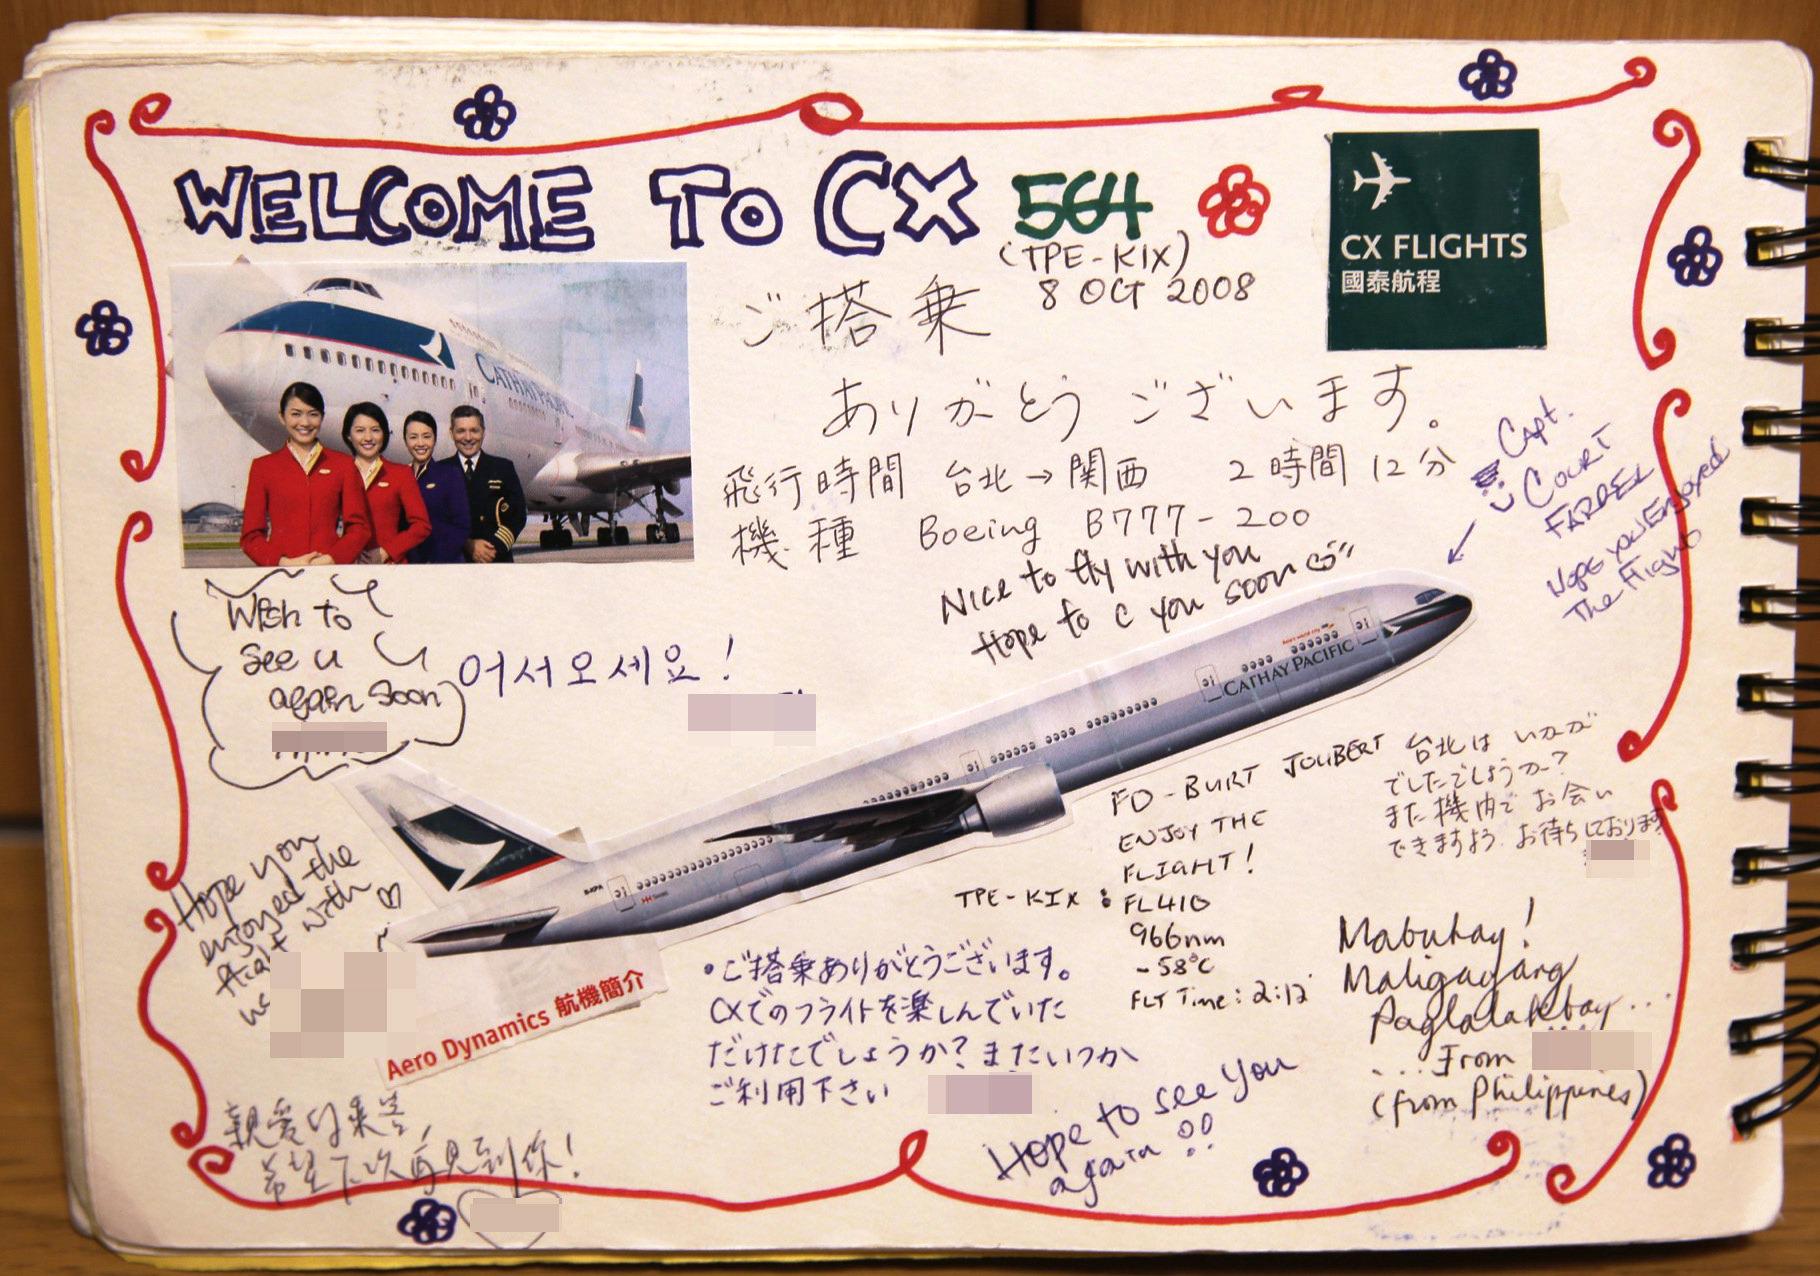 WELCOME TO CX 564
(TPE-KIX)
8 OCT 2008
CX FLIGHTS
國泰航程
CATHAY PACIFIC
ご搭乗
ありがとうございます。
飛行時間 台北→関西 2時間12分
機種 Boeing B777-200
Nice to fly with you
Hope to c you soon
Capt.
COURT
FARREL
Hope you Enjoyed
The Flight
Wish to
See u
again soon
어서오세요!
CATHAY PACIFIC
FO-BURT JOLIBERT
ENJOY THE
FLIGHT!
TPE-KIX : FL410
966nm
-58°C
FLT Time: 2:12
台北は いかが
でしたでしょうか?
また機内で お会い
できますよう お待ちしております
Hope you
enjoyed the
flight with
Aero Dynamics 航機簡介
・ご搭乗ありがとうございます。
CXでのフライトを楽しんでいた
だけたでしょうか?またいつか
ご利用下さい
Mabuhay!
Maligayang
Paglalakbay...
...From
(from Philippines)
Hope to see you
again!!
親愛的乘客,
希望下次再見到你!